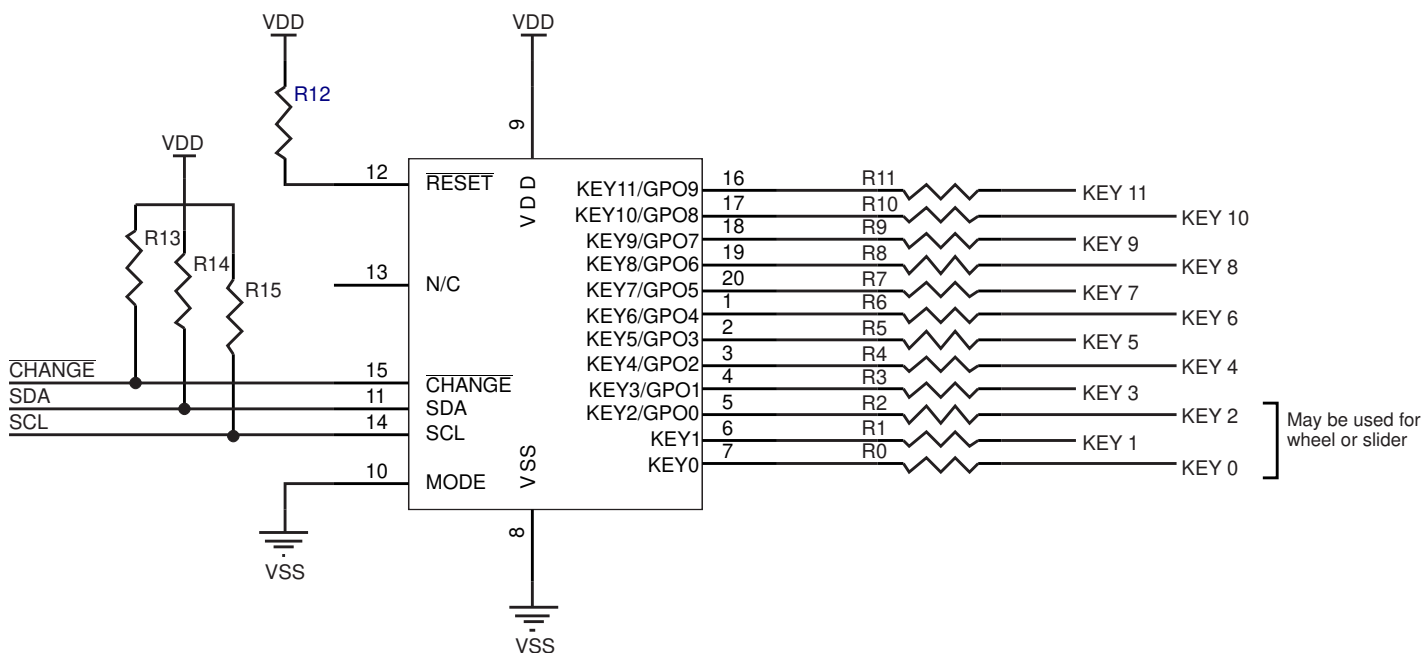 VDD
VDD
R12
VDD
9
12
RESET
VDD
R13
R14
R15
13
N/C
CHANGE
15
CHANGE
SDA
11
SDA
SCL
14
SCL
10
MODE
VSS
VSS
8
VSS
KEY11/GPO9 16 R11 KEY 11
KEY10/GPO8 17 R10 KEY 10
KEY9/GPO7 18 R9 KEY 9
KEY8/GPO6 19 R8 KEY 8
KEY7/GPO5 20 R7 KEY 7
KEY6/GPO4 1 R6 KEY 6
KEY5/GPO3 2 R5 KEY 5
KEY4/GPO2 3 R4 KEY 4
KEY3/GPO1 4 R3 KEY 3
KEY2/GPO0 5 R2 KEY 2
KEY1 6 R1 KEY 1
KEY0 7 R0 KEY 0
May be used for
wheel or slider